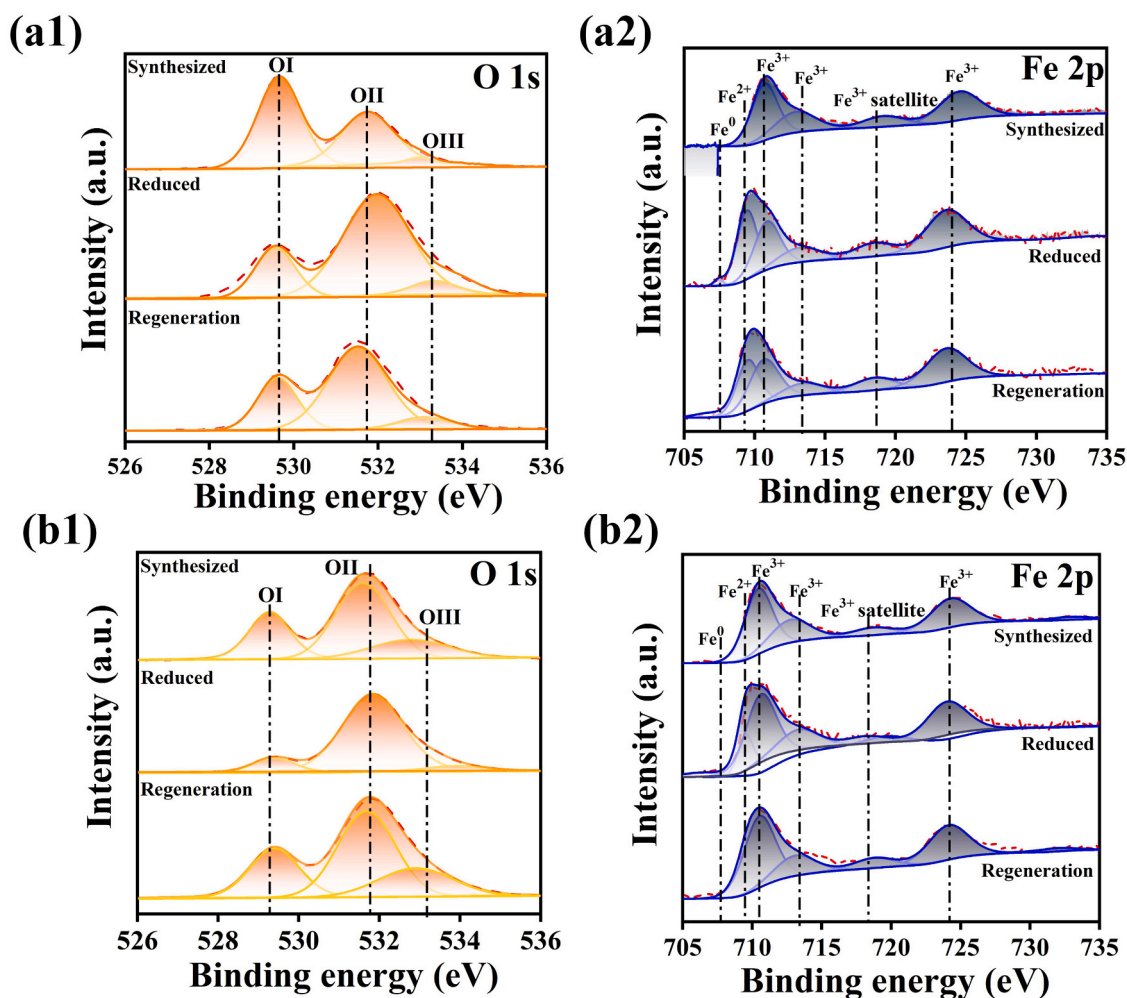 (a1)
O 1s
Synthesized
OI
OII
OIII
Reduced
Regeneration
Intensity (a.u.)
526 528 530 532 534 536
Binding energy (eV)
(a2)
Fe 2p
Fe0
Fe2+
Fe3+
Fe3+
Fe3+ satellite
Fe3+
Synthesized
Reduced
Regeneration
Intensity (a.u.)
705 710 715 720 725 730 735
Binding energy (eV)
(b1)
O 1s
Synthesized
OI
OII
OIII
Reduced
Regeneration
Intensity (a.u.)
526 528 530 532 534 536
Binding energy (eV)
(b2)
Fe 2p
Fe0
Fe2+
Fe3+
Fe3+
Fe3+ satellite
Fe3+
Synthesized
Reduced
Regeneration
Intensity (a.u.)
705 710 715 720 725 730 735
Binding energy (eV)